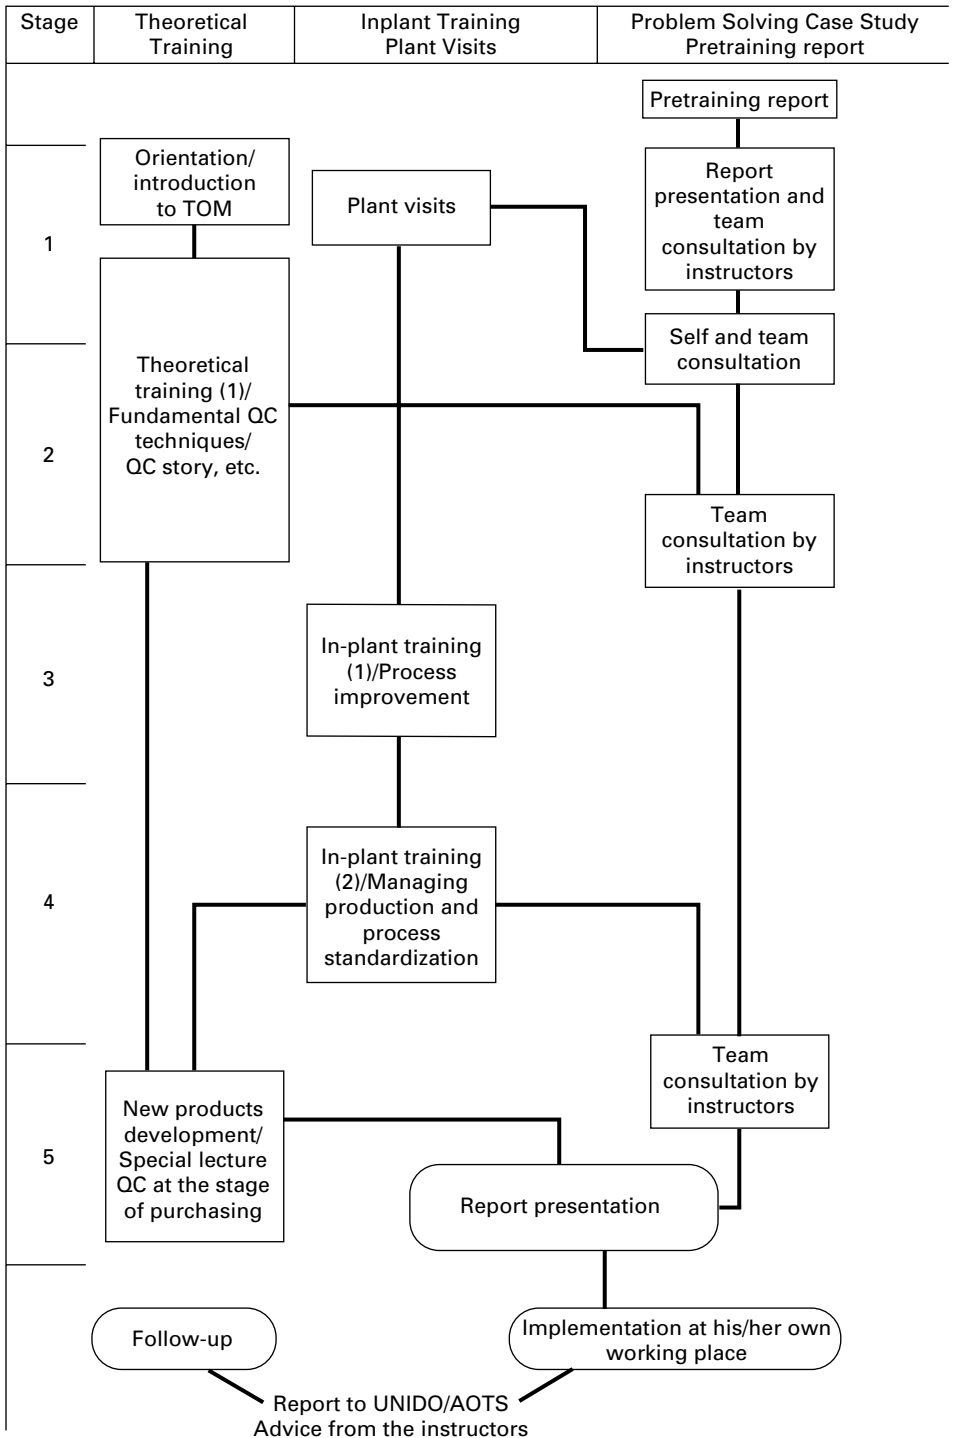 Stage
Theoretical
Training
Inplant Training
Plant Visits
Problem Solving Case Study
Pretraining report
Pretraining report
1
Orientation/
introduction
to TOM
Plant visits
Report
presentation and
team
consultation by
instructors
Self and team
consultation
2
Theoretical
training (1)/
Fundamental QC
techniques/
QC story, etc.
Team
consultation by
instructors
3
In-plant training
(1)/Process
improvement
4
In-plant training
(2)/Managing
production and
process
standardization
Team
consultation by
instructors
5
New products
development/
Special lecture
QC at the stage
of purchasing
Report presentation
Follow-up
Implementation at his/her own
working place
Report to UNIDO/AOTS
Advice from the instructors